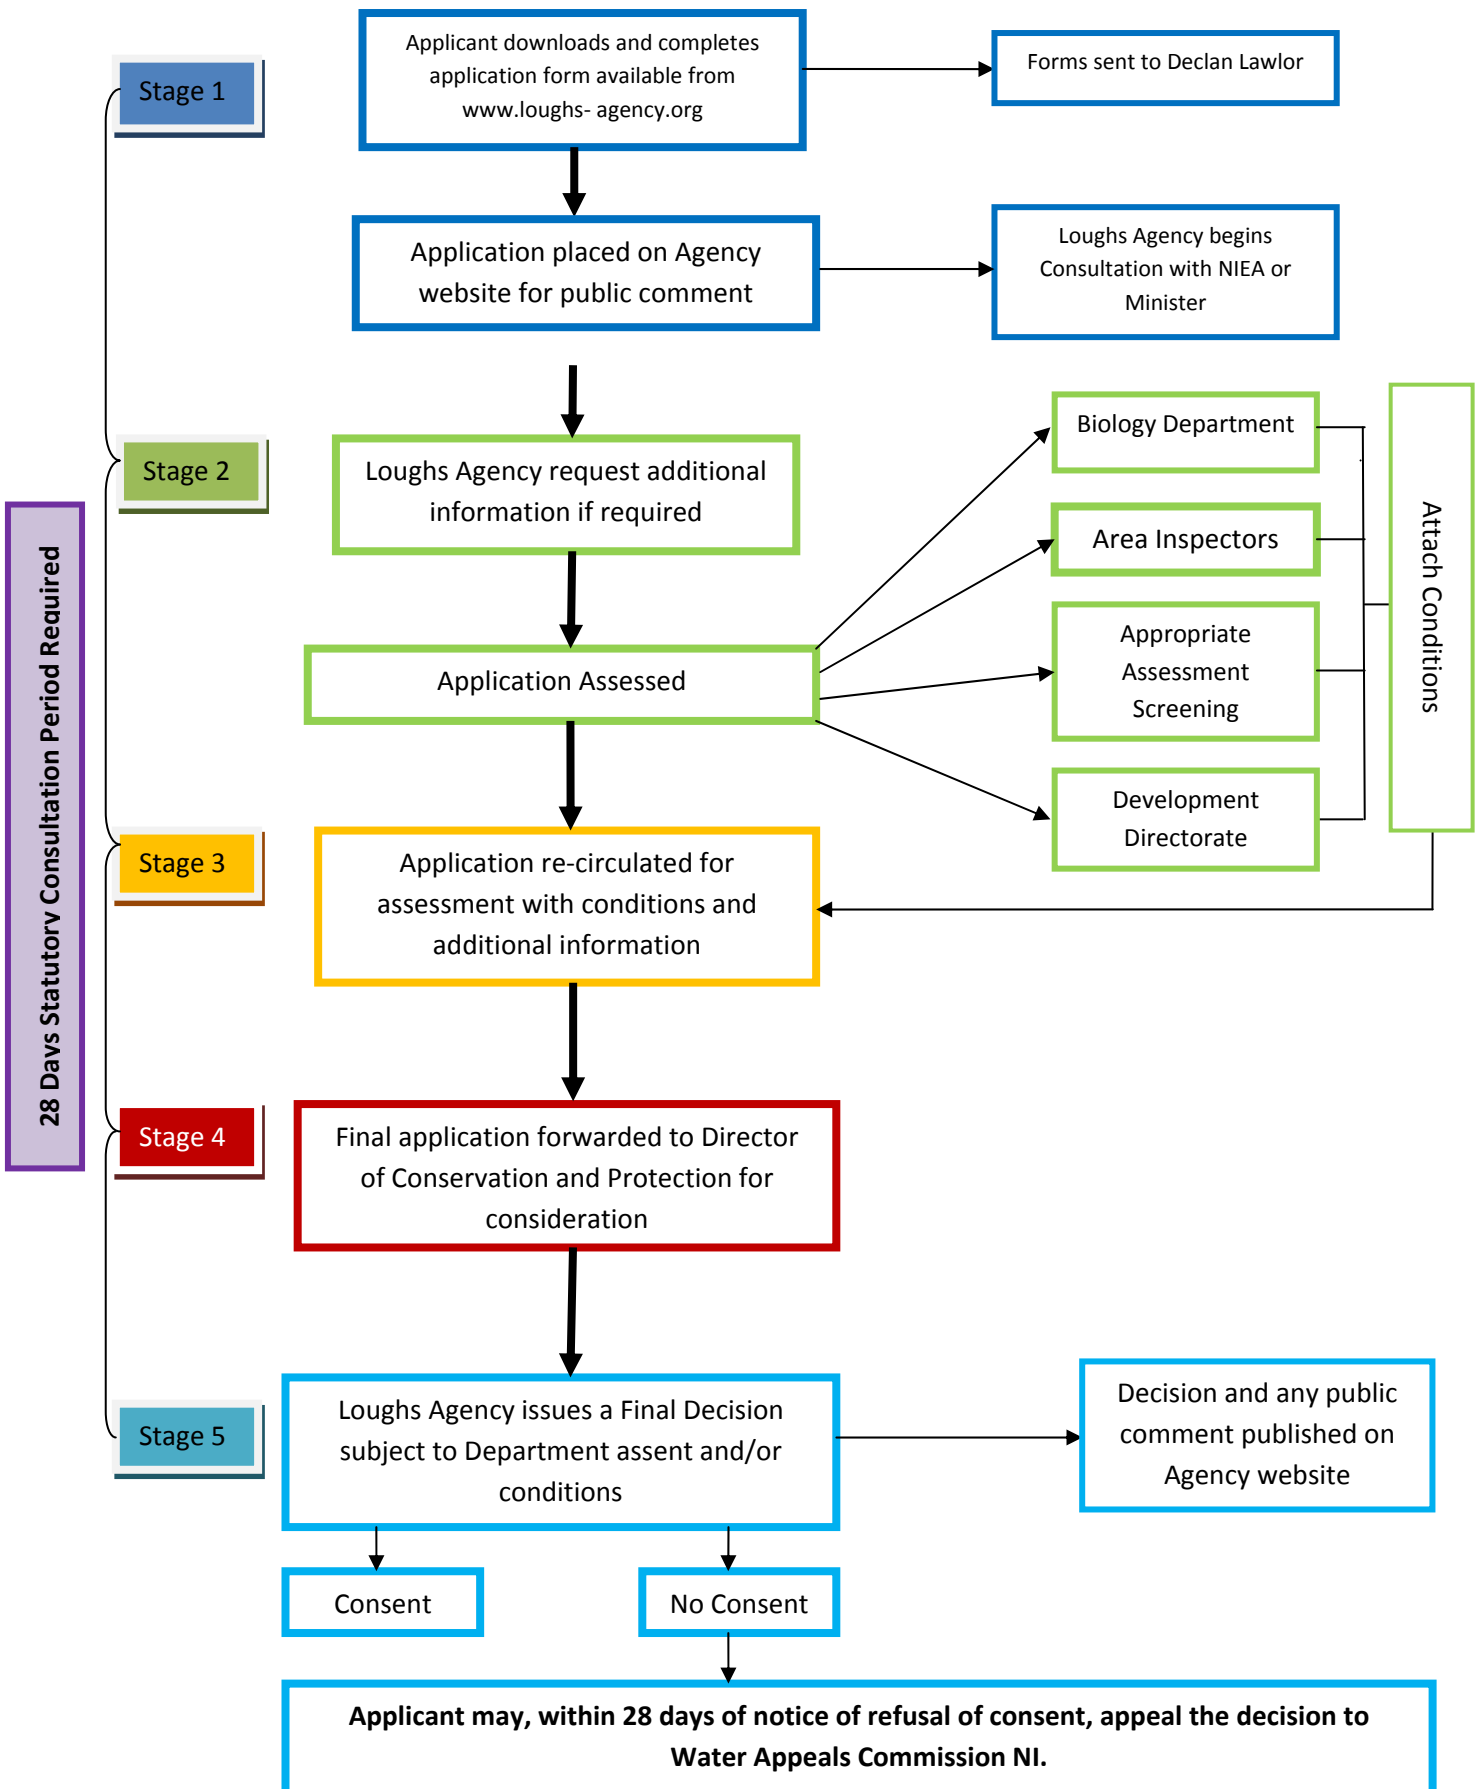 Stage 1
Applicant downloads and completes
application form available from
www.loughs- agency.org
Forms sent to Declan Lawlor
Application placed on Agency
website for public comment
Loughs Agency begins
Consultation with NIEA or
Minister
28 Days Statutory Consultation Period Required
Stage 2
Loughs Agency request additional
information if required
Biology Department
Area Inspectors
Attach Conditions
Application Assessed
Appropriate
Assessment
Screening
Development
Directorate
Stage 3
Application re-circulated for
assessment with conditions and
additional information
Stage 4
Final application forwarded to Director
of Conservation and Protection for
consideration
Stage 5
Loughs Agency issues a Final Decision
subject to Department assent and/or
conditions
Decision and any public
comment published on
Agency website
Consent
No Consent
Applicant may, within 28 days of notice of refusal of consent, appeal the decision to
Water Appeals Commission NI.